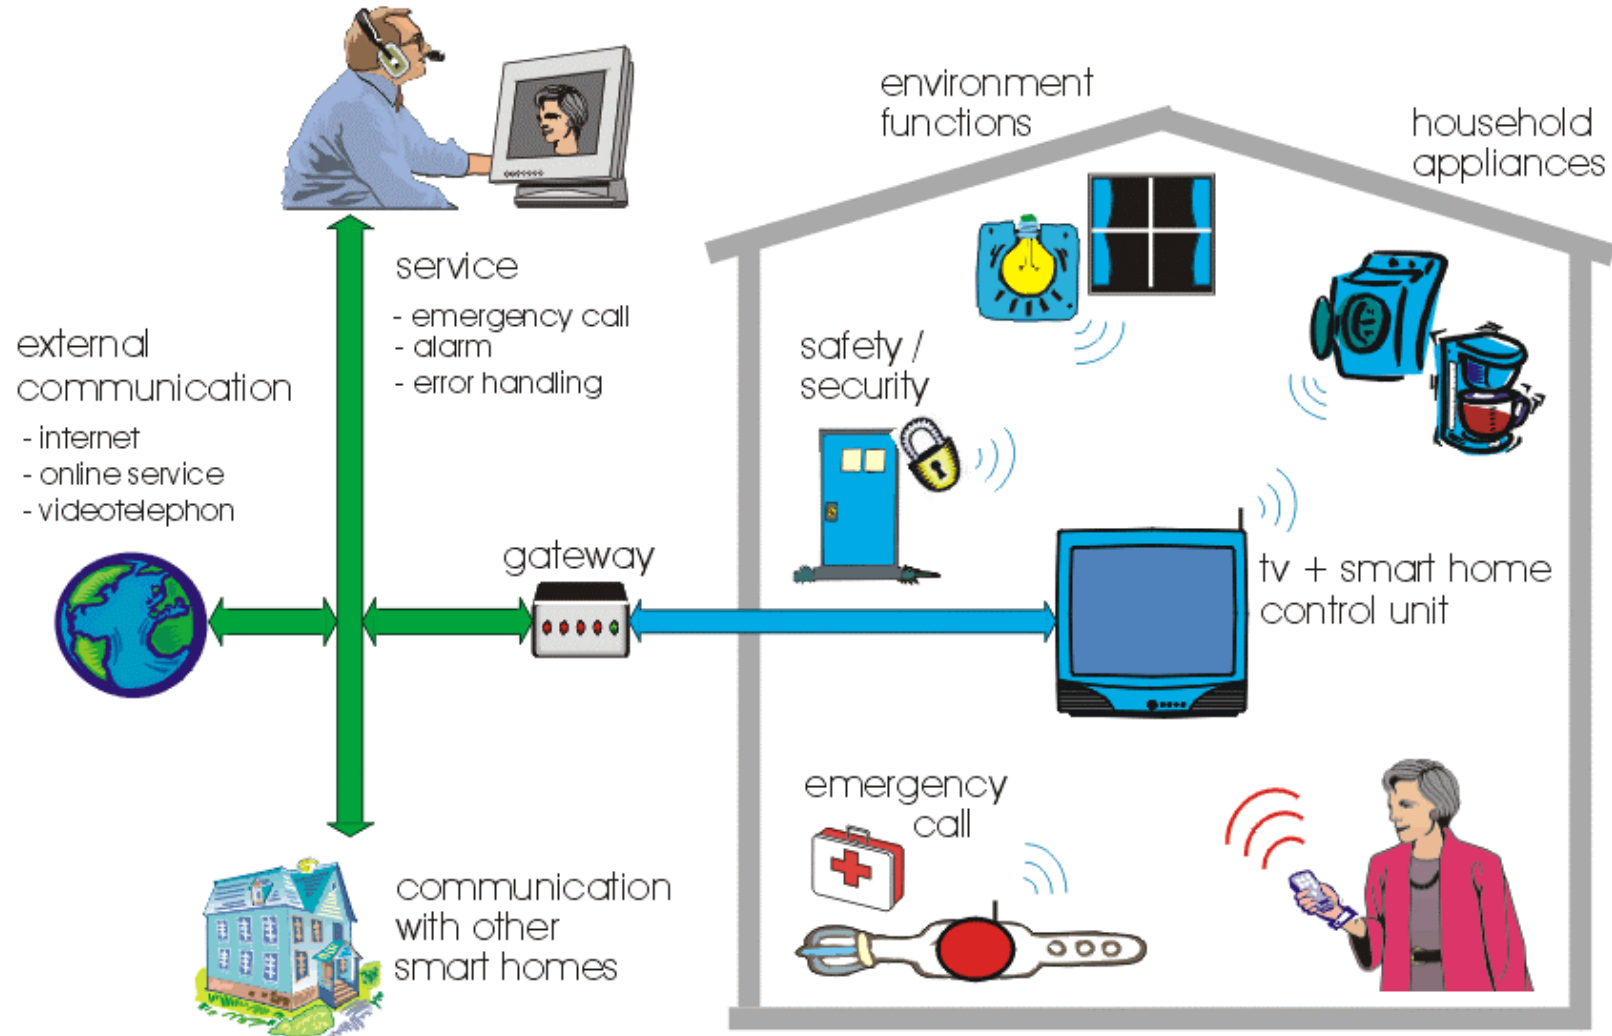 environment
functions
household
appliances
service
- emergency call
- alarm
- error handling
external
communication
- internet
- online service
- videotelephon
safety /
security
gateway
tv + smart home
control unit
emergency
call
communication
with other
smart homes